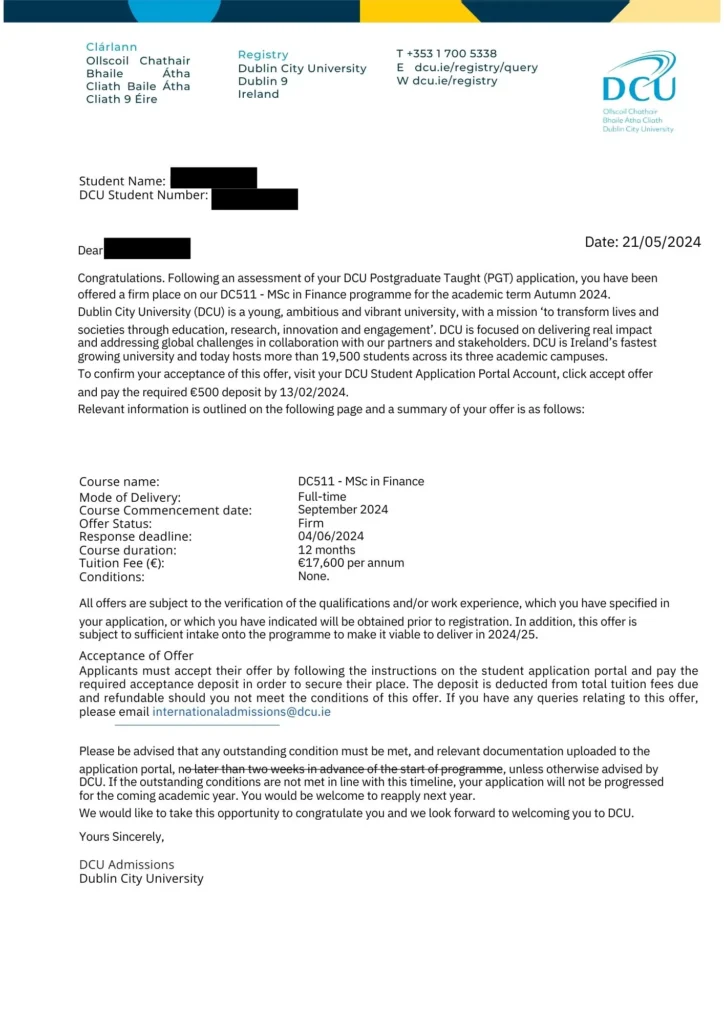 Clárlann
Ollscoil Chathair
Bhaile Átha
Cliath Baile Átha
Cliath 9 Éire
Registry
Dublin City University
Dublin 9
Ireland
T +353 1 700 5338
E dcu.ie/registry/query
W dcu.ie/registry
DCU
Ollscoil Chathair
Bhaile Átha Cliath
Dublin City University
Student Name:
DCU Student Number:
Date: 21/05/2024
Dear
Congratulations. Following an assessment of your DCU Postgraduate Taught (PGT) application, you have been
offered a firm place on our DC511 - MSc in Finance programme for the academic term Autumn 2024.
Dublin City University (DCU) is a young, ambitious and vibrant university, with a mission ‘to transform lives and
societies through education, research, innovation and engagement’. DCU is focused on delivering real impact
and addressing global challenges in collaboration with our partners and stakeholders. DCU is Ireland’s fastest
growing university and today hosts more than 19,500 students across its three academic campuses.
To confirm your acceptance of this offer, visit your DCU Student Application Portal Account, click accept offer
and pay the required €500 deposit by 13/02/2024.
Relevant information is outlined on the following page and a summary of your offer is as follows:
Course name: DC511 - MSc in Finance
Mode of Delivery: Full-time
Course Commencement date: September 2024
Offer Status: Firm
Response deadline: 04/06/2024
Course duration: 12 months
Tuition Fee (€): €17,600 per annum
Conditions: None.
All offers are subject to the verification of the qualifications and/or work experience, which you have specified in
your application, or which you have indicated will be obtained prior to registration. In addition, this offer is
subject to sufficient intake onto the programme to make it viable to deliver in 2024/25.
Acceptance of Offer
Applicants must accept their offer by following the instructions on the student application portal and pay the
required acceptance deposit in order to secure their place. The deposit is deducted from total tuition fees due
and refundable should you not meet the conditions of this offer. If you have any queries relating to this offer,
please email internationaladmissions@dcu.ie
Please be advised that any outstanding condition must be met, and relevant documentation uploaded to the
application portal, no later than two weeks in advance of the start of programme, unless otherwise advised by
DCU. If the outstanding conditions are not met in line with this timeline, your application will not be progressed
for the coming academic year. You would be welcome to reapply next year.
We would like to take this opportunity to congratulate you and we look forward to welcoming you to DCU.
Yours Sincerely,
DCU Admissions
Dublin City University